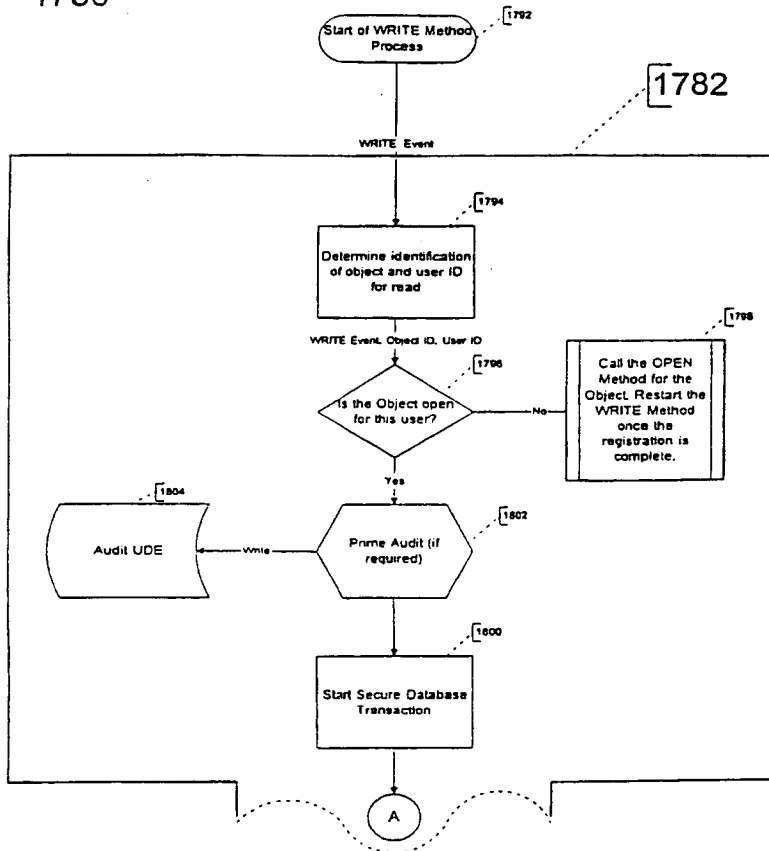 1792
Start of WRITE Method
Process
1782
WRITE Event
1794
Determine identification
of object and user ID
for read
WRITE Event, Object ID, User ID
1796
1798
Is the Object open
for this user?
No
Call the OPEN
Method for the
Object. Restart the
WRITE Method
once the
registration is
complete.
Yes
1804
1802
Audit UDE
Write
Prime Audit (if
required)
1800
Start Secure Database
Transaction
A